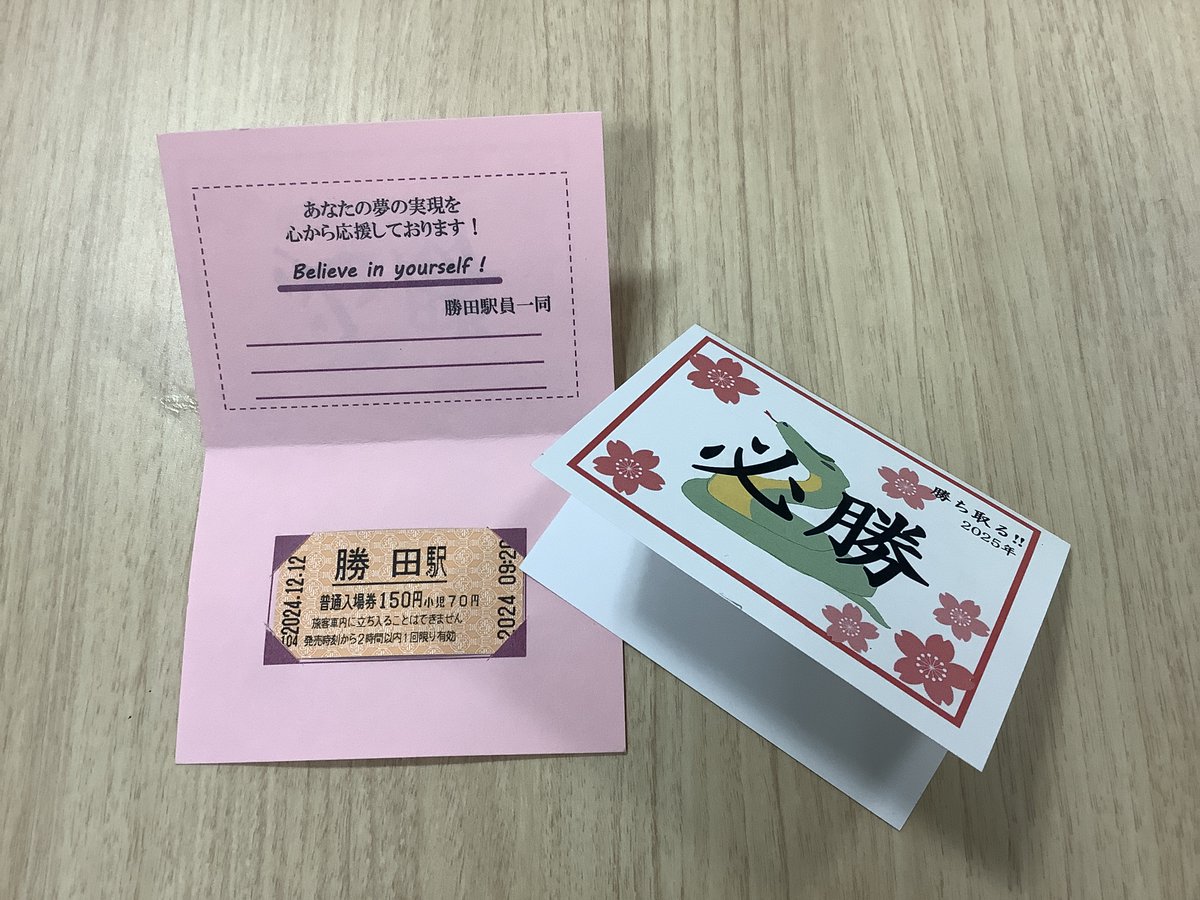 あなたの夢の実現を
心から応援しております！
Believe in yourself !
勝田駅員一同
勝田駅
普通入場券150円小児70円
旅客車内に立ち入ることはできません
発売時刻から2時間以内1回限り有効
2024.12.12
104
2024
必勝
勝ち取る!!
2025年